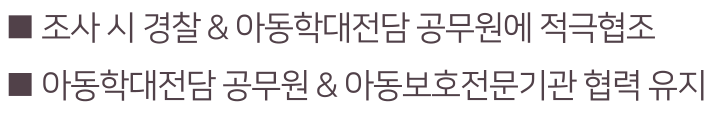 ■ 조사 시 경찰 & 아동학대전담 공무원에 적극협조
■ 아동학대전담 공무원 & 아동보호전문기관 협력 유지